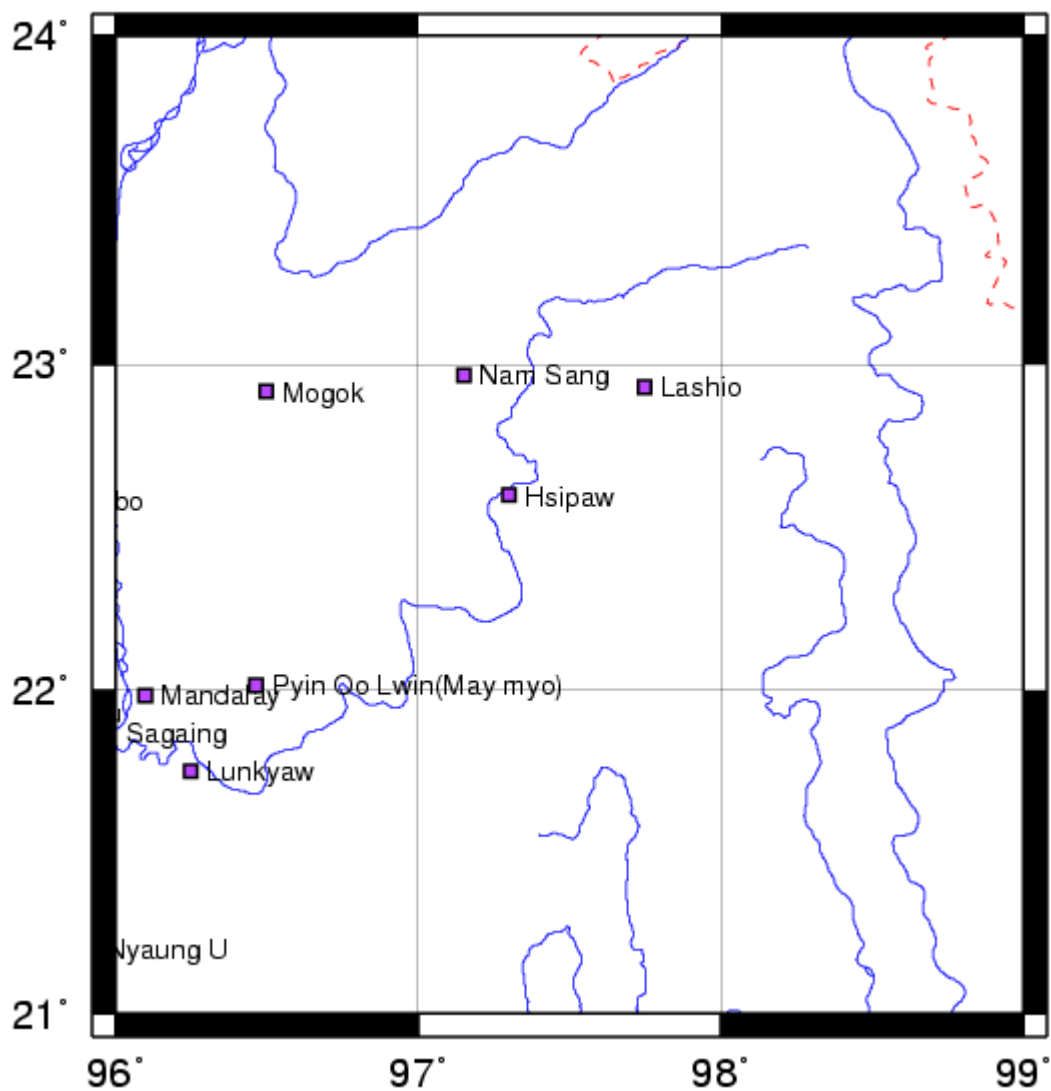 24°
23°
Nam Sang
Mogok
Lashio
Hsipaw
bo
22°
Pyin Oo Lwin(May myo)
Mandaray
Sagaing
Lunkyaw
Nyaung U
21°
96°
97°
98°
99°